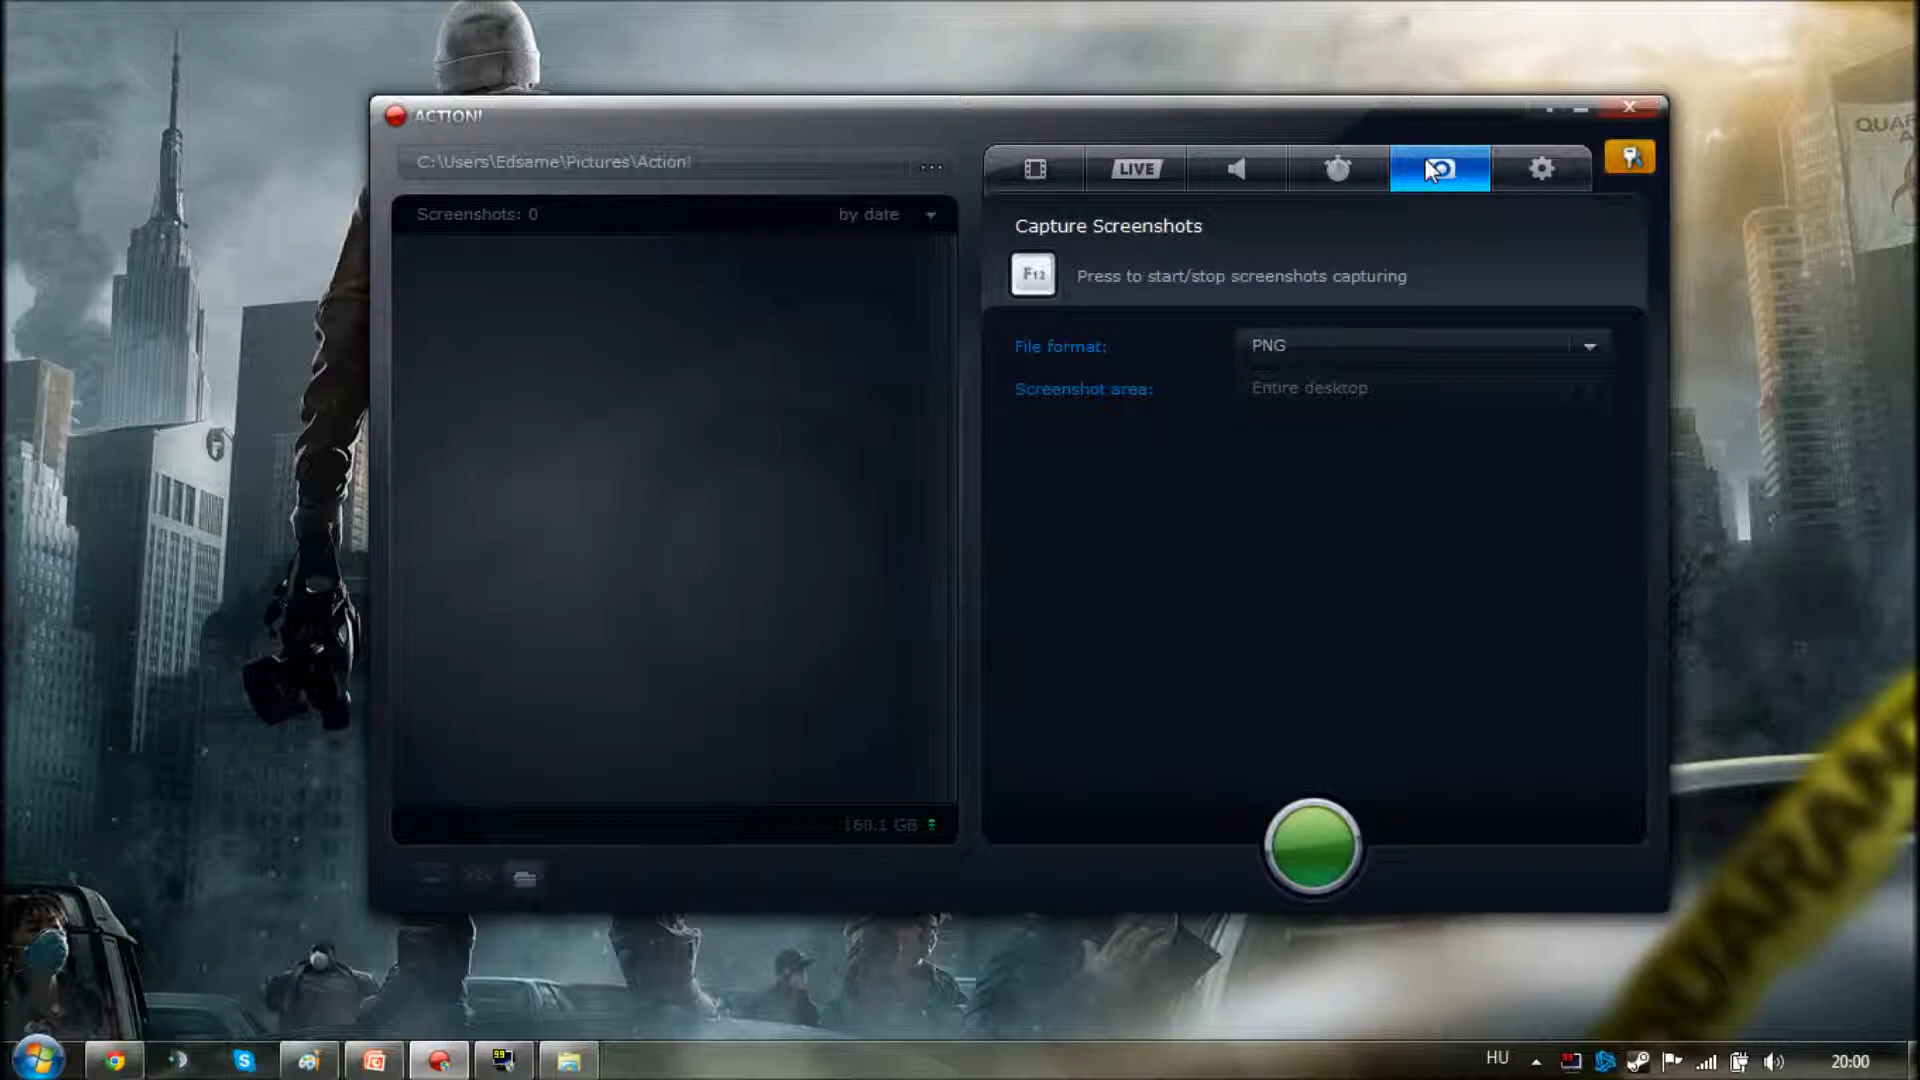 ACTION!
C:\Users\Edsame\Pictures\Action!
...
LIVE
Screenshots: 0
by date
Capture Screenshots
F12
Press to start/stop screenshots capturing
File format:
PNG
Screenshot area:
Entire desktop
160.1 GB
QUARAN
HU
20:00